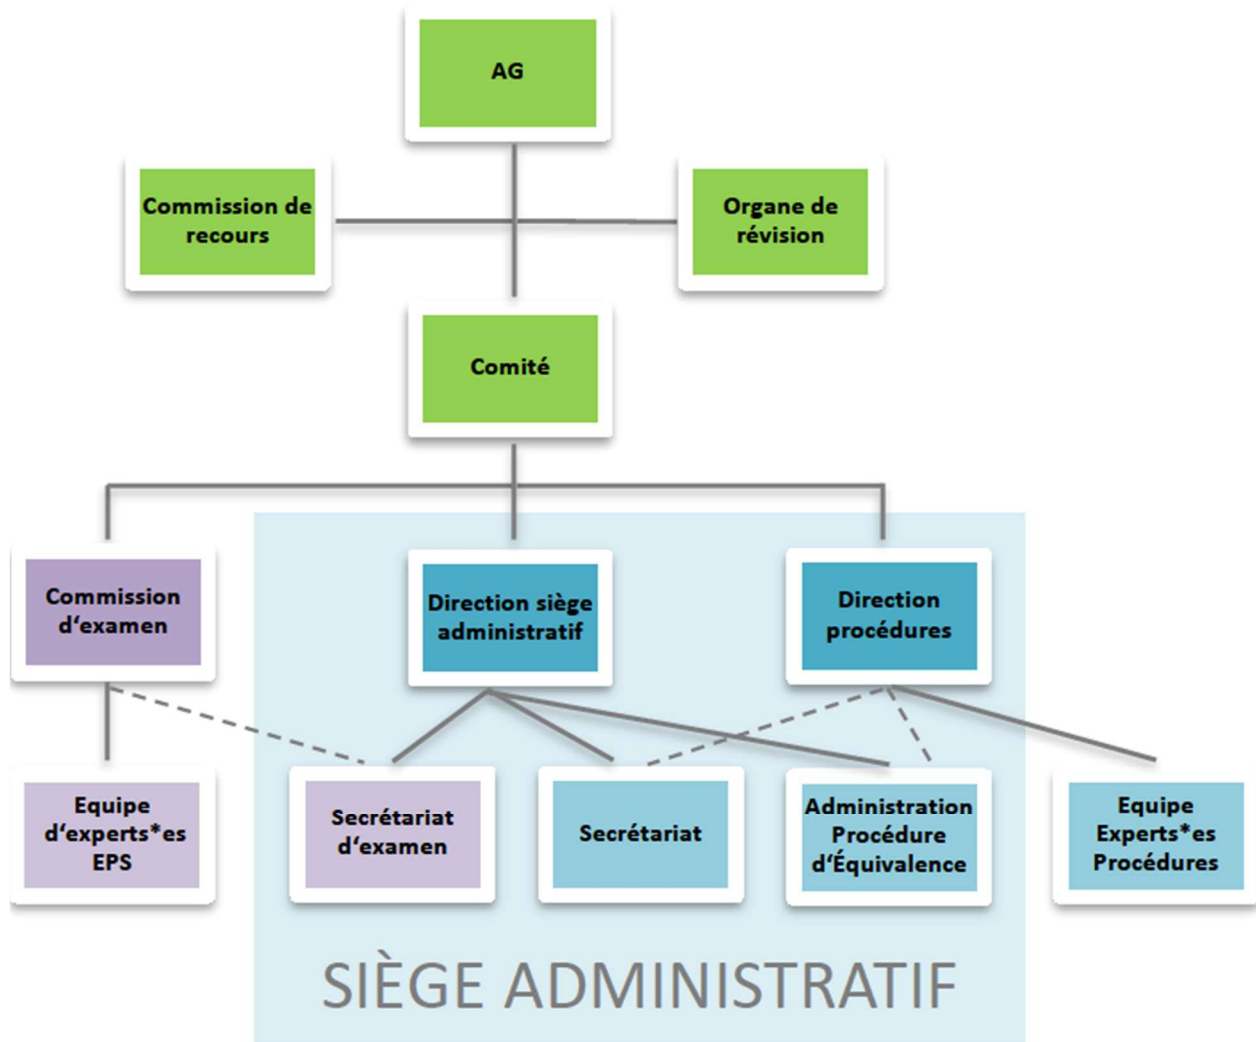 AG
Commission de
recours
Organe de
révision
Comité
Commission
d‘examen
Direction siège
administratif
Direction
procédures
Equipe
d‘experts*es
EPS
Secrétariat
d‘examen
Secrétariat
Administration
Procédure
d‘Équivalence
Equipe
Experts*es
Procédures
SIÈGE ADMINISTRATIF